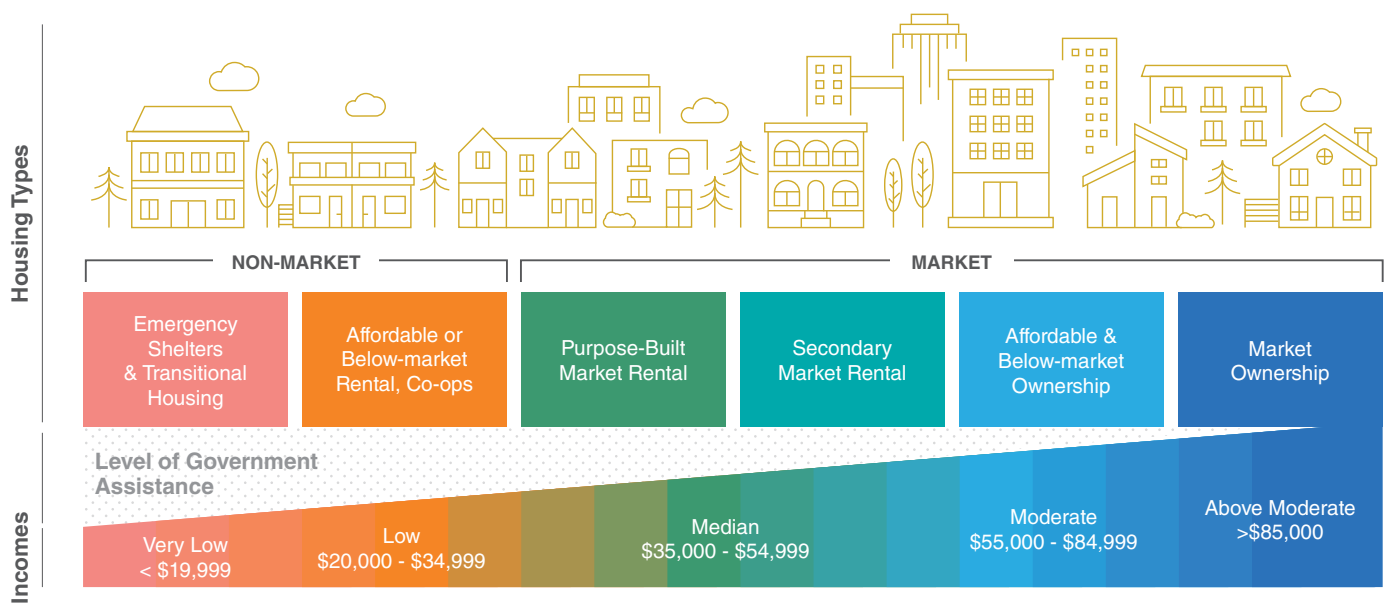 Housing Types
NON-MARKET
MARKET
Emergency
Shelters
& Transitional
Housing
Affordable or
Below-market
Rental, Co-ops
Purpose-Built
Market Rental
Secondary
Market Rental
Affordable &
Below-market
Ownership
Market
Ownership
Incomes
Level of Government
Assistance
Very Low
< $19,999
Low
$20,000 - $34,999
Median
$35,000 - $54,999
Moderate
$55,000 - $84,999
Above Moderate
>$85,000